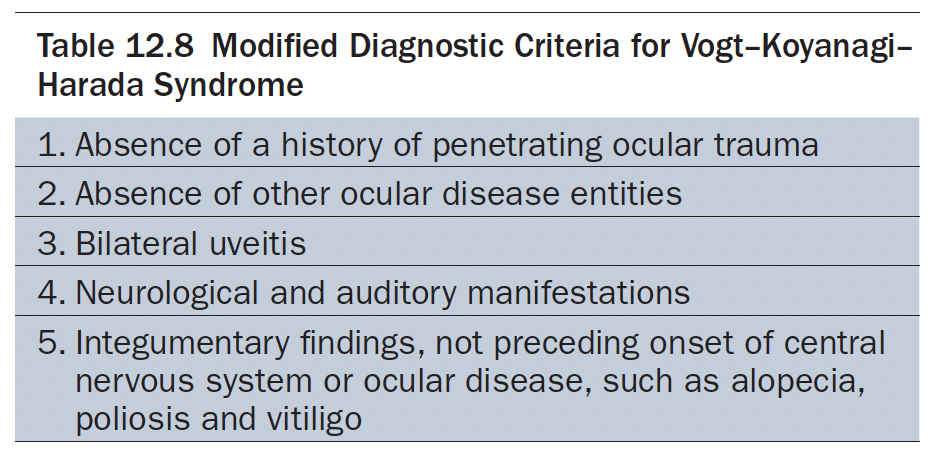 Table 12.8 Modified Diagnostic Criteria for Vogt–Koyanagi–
Harada Syndrome
1. Absence of a history of penetrating ocular trauma
2. Absence of other ocular disease entities
3. Bilateral uveitis
4. Neurological and auditory manifestations
5. Integumentary findings, not preceding onset of central
nervous system or ocular disease, such as alopecia,
poliosis and vitiligo